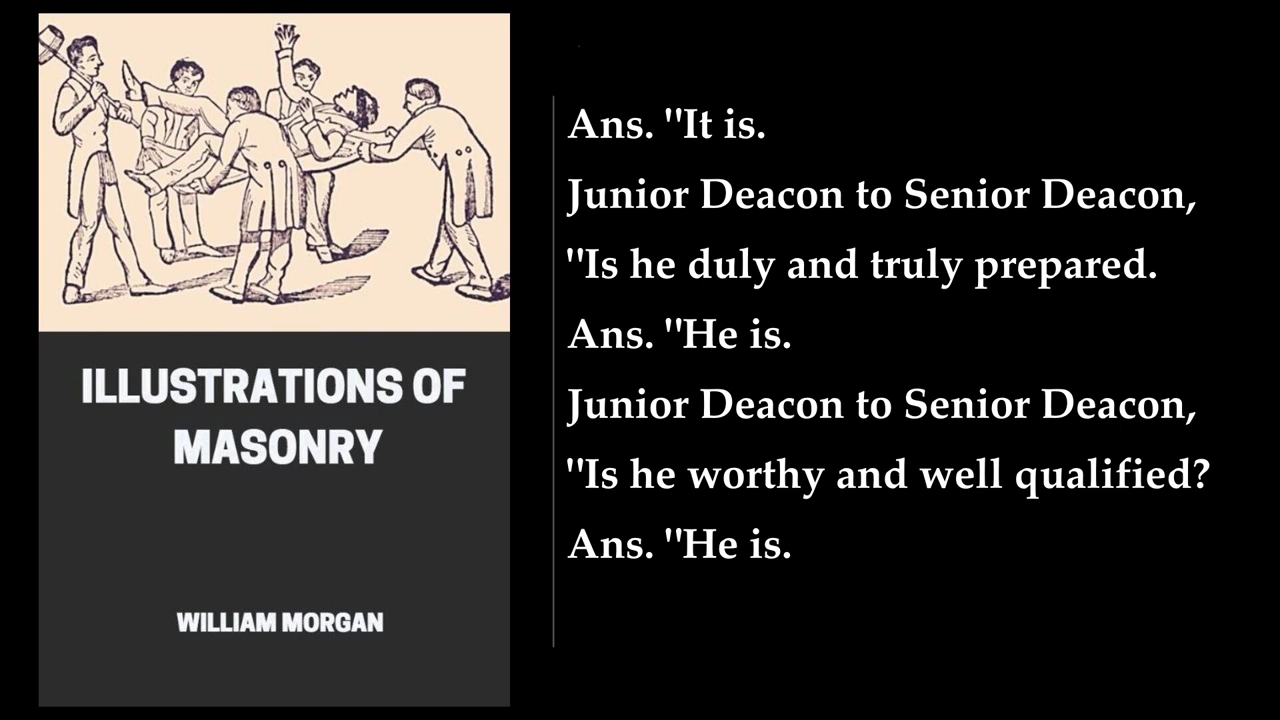 ILLUSTRATIONS OF
MASONRY
WILLIAM MORGAN
Ans. "It is.
Junior Deacon to Senior Deacon,
"Is he duly and truly prepared.
Ans. "He is.
Junior Deacon to Senior Deacon,
"Is he worthy and well qualified?
Ans. "He is.